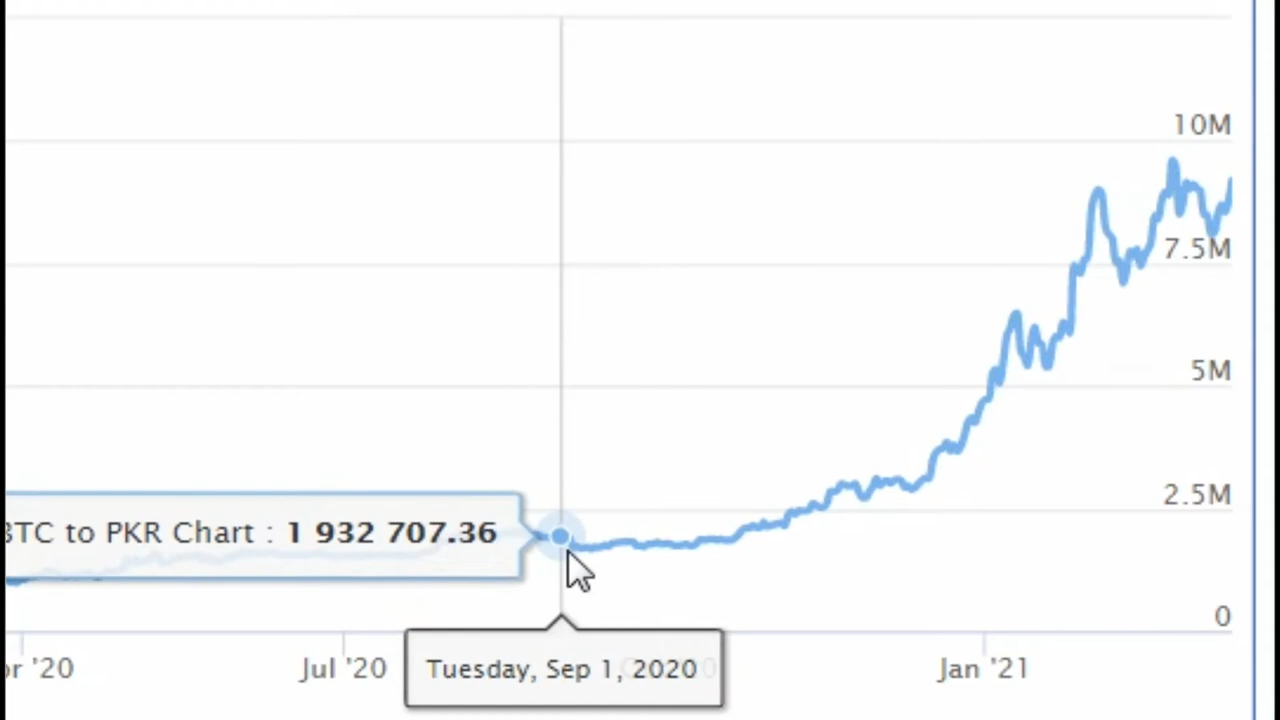 10M
7.5M
5M
2.5M
BTC to PKR Chart : 1 932 707.36
0
'20
Jul '20
Tuesday, Sep 1, 2020
Jan '21